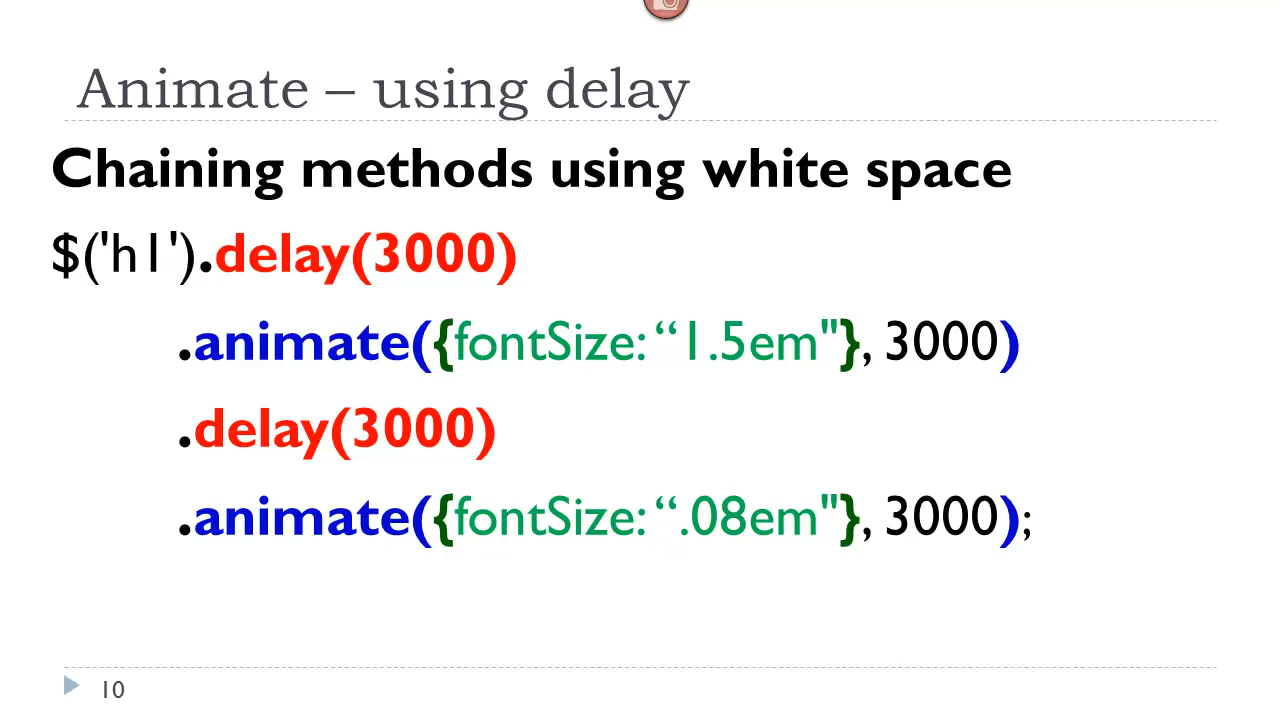 Animate – using delay
Chaining methods using white space
$('h1').delay(3000)
.animate({fontSize: “1.5em"}, 3000)
.delay(3000)
.animate({fontSize: “.08em"}, 3000);
10